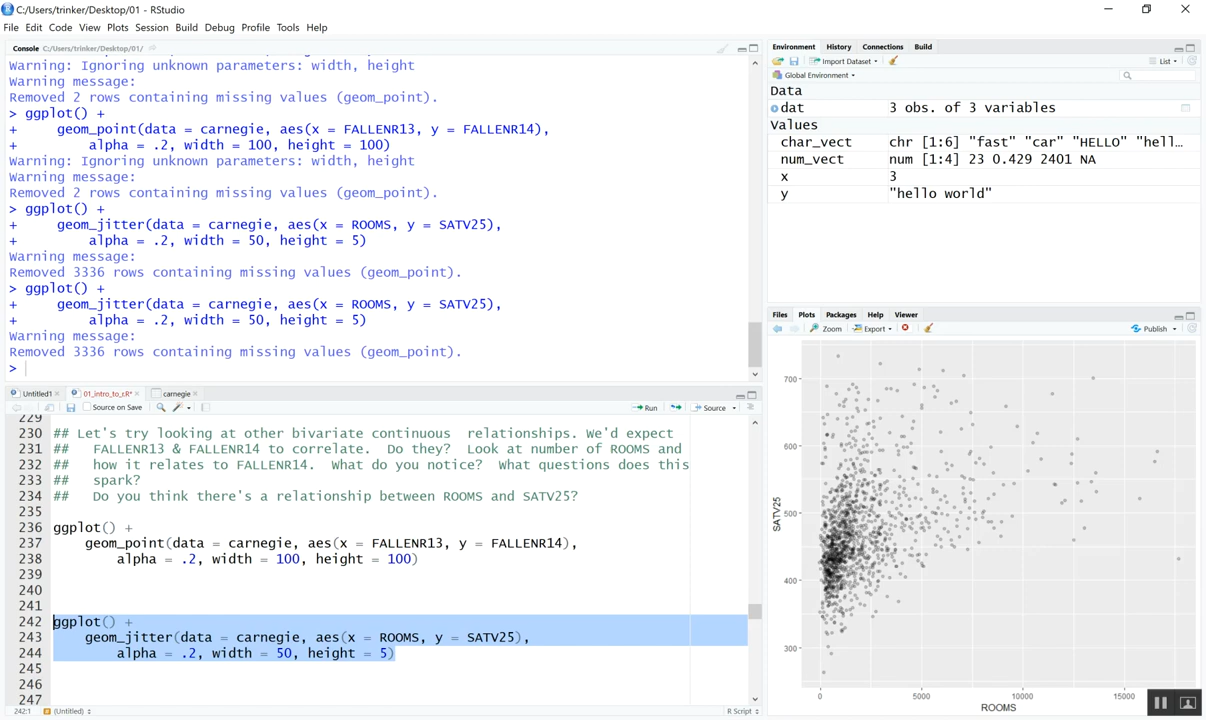 C:/Users/trinker/Desktop/01 - RStudio
File Edit Code View Plots Session Build Debug Profile Tools Help
Console C:/Users/trinker/Desktop/01/
Warning: Ignoring unknown parameters: width, height
Warning message:
Removed 2 rows containing missing values (geom_point).
> ggplot() +
+     geom_point(data = carnegie, aes(x = FALLENR13, y = FALLENR14),
+         alpha = .2, width = 100, height = 100)
Warning: Ignoring unknown parameters: width, height
Warning message:
Removed 2 rows containing missing values (geom_point).
> ggplot() +
+     geom_jitter(data = carnegie, aes(x = ROOMS, y = SATV25),
+         alpha = .2, width = 50, height = 5)
Warning message:
Removed 3336 rows containing missing values (geom_point).
> ggplot() +
+     geom_jitter(data = carnegie, aes(x = ROOMS, y = SATV25),
+         alpha = .2, width = 50, height = 5)
Warning message:
Removed 3336 rows containing missing values (geom_point).
>
Untitled1 01_intro_to_r.R* carnegie
Source on Save Run Source
229
230 ## Let's try looking at other bivariate continuous  relationships. We'd expect
231 ##   FALLENR13 & FALLENR14 to correlate.  Do they?  Look at number of ROOMS and
232 ##   how it relates to FALLENR14.  What do you notice?  What questions does this
233 ##   spark?
234 ##   Do you think there's a relationship between ROOMS and SATV25?
235
236 ggplot() +
237     geom_point(data = carnegie, aes(x = FALLENR13, y = FALLENR14),
238         alpha = .2, width = 100, height = 100)
239
240
241
242 ggplot() +
243     geom_jitter(data = carnegie, aes(x = ROOMS, y = SATV25),
244         alpha = .2, width = 50, height = 5)
245
246
247
242:1 (Untitled) R Script
Environment History Connections Build
Import Dataset List
Global Environment
Data
dat 3 obs. of 3 variables
Values
char_vect chr [1:6] "fast" "car" "HELLO" "hell…
num_vect num [1:4] 23 0.429 2401 NA
x 3
y "hello world"
Files Plots Packages Help Viewer
Zoom Export Publish
700
600
SATV25
500
400
300
0 5000 10000 15000
ROOMS